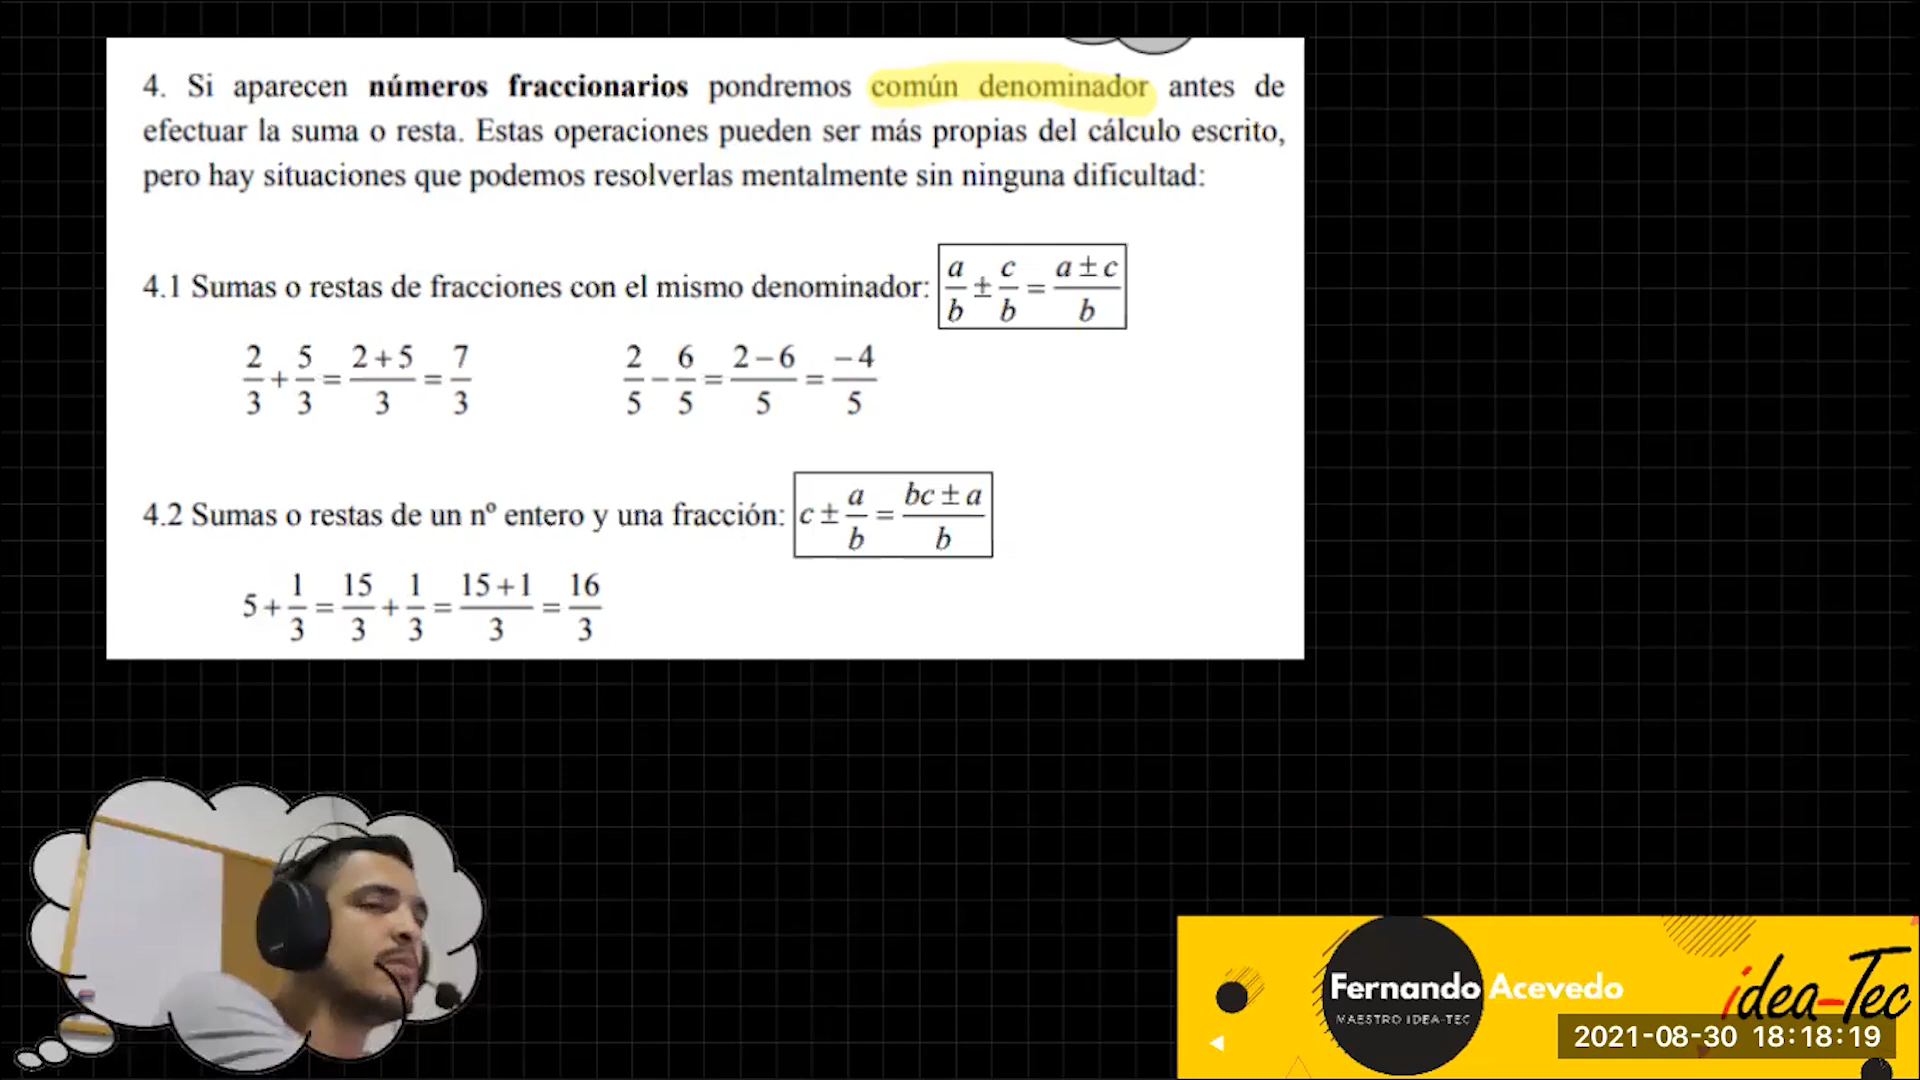 4. Si aparecen números fraccionarios pondremos común denominador antes de
efectuar la suma o resta. Estas operaciones pueden ser más propias del cálculo escrito,
pero hay situaciones que podemos resolverlas mentalmente sin ninguna dificultad:
4.1 Sumas o restas de fracciones con el mismo denominador: a/b ± c/b = a ± c/b
2/3 + 5/3 = 2+5/3 = 7/3 2/5 − 6/5 = 2−6/5 = −4/5
4.2 Sumas o restas de un nº entero y una fracción: c ± a/b = bc ± a/b
5 + 1/3 = 15/3 + 1/3 = 15+1/3 = 16/3
Fernando Acevedo
MAESTRO IDEA-TEC
idea-Tec
2021-08-30 18:18:19